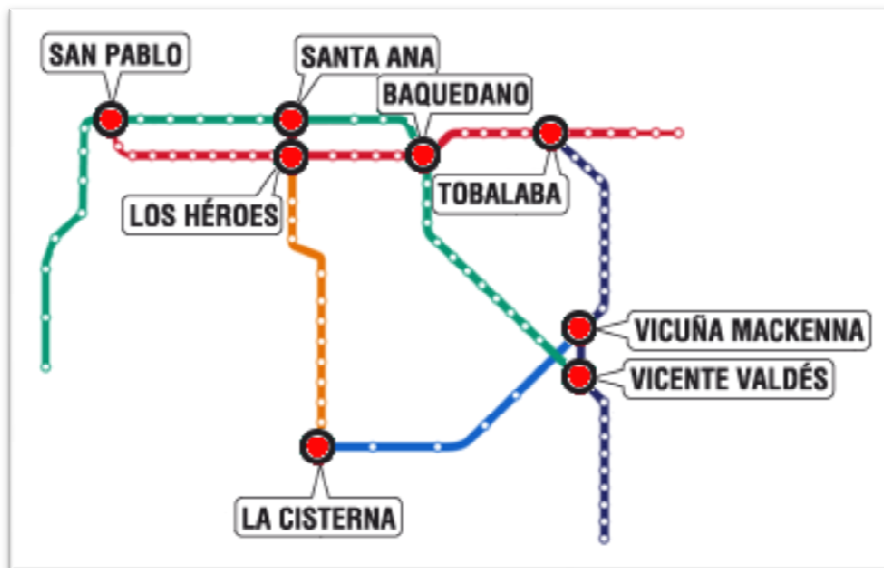 SAN PABLO
SANTA ANA
BAQUEDANO
TOBALABA
LOS HÉROES
VICUÑA MACKENNA
VICENTE VALDÉS
LA CISTERNA